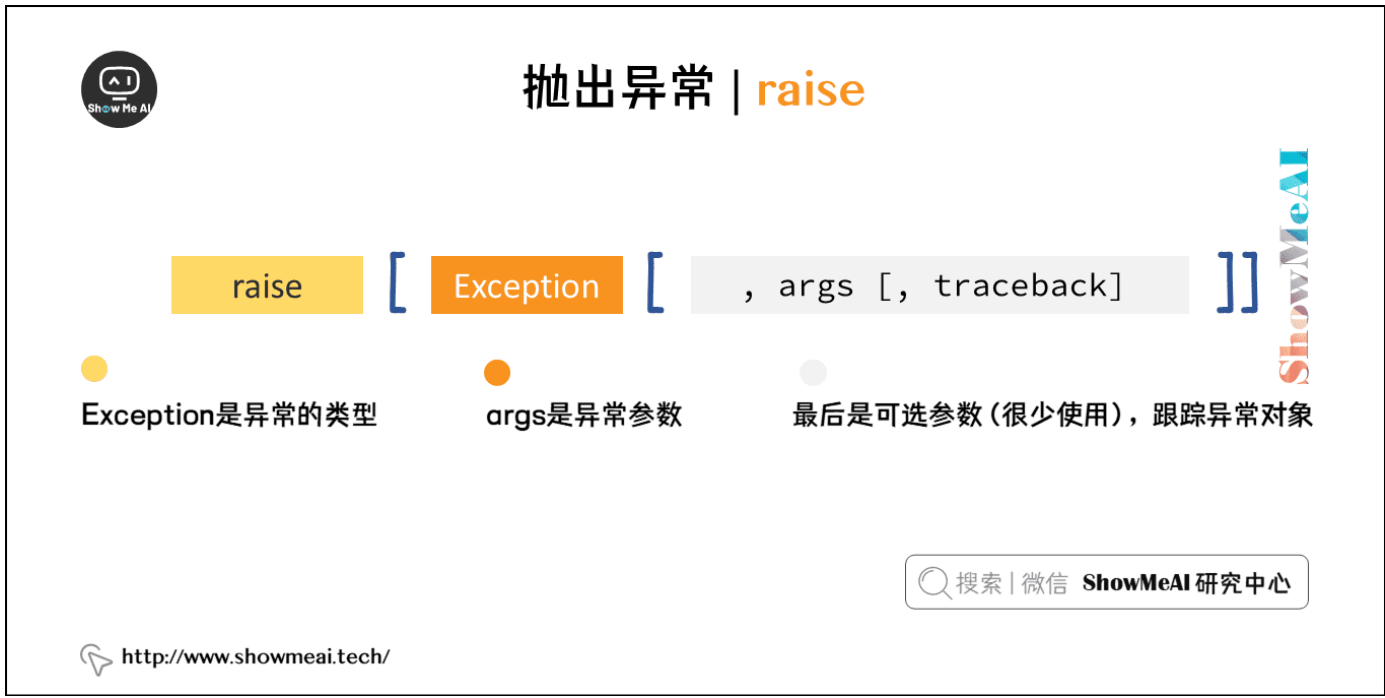 Show Me AI
抛出异常 | raise
raise [ Exception [ , args [, traceback] ]]
ShowMeAI
Exception是异常的类型
args是异常参数
最后是可选参数（很少使用），跟踪异常对象
搜索 | 微信 ShowMeAI 研究中心
http://www.showmeai.tech/